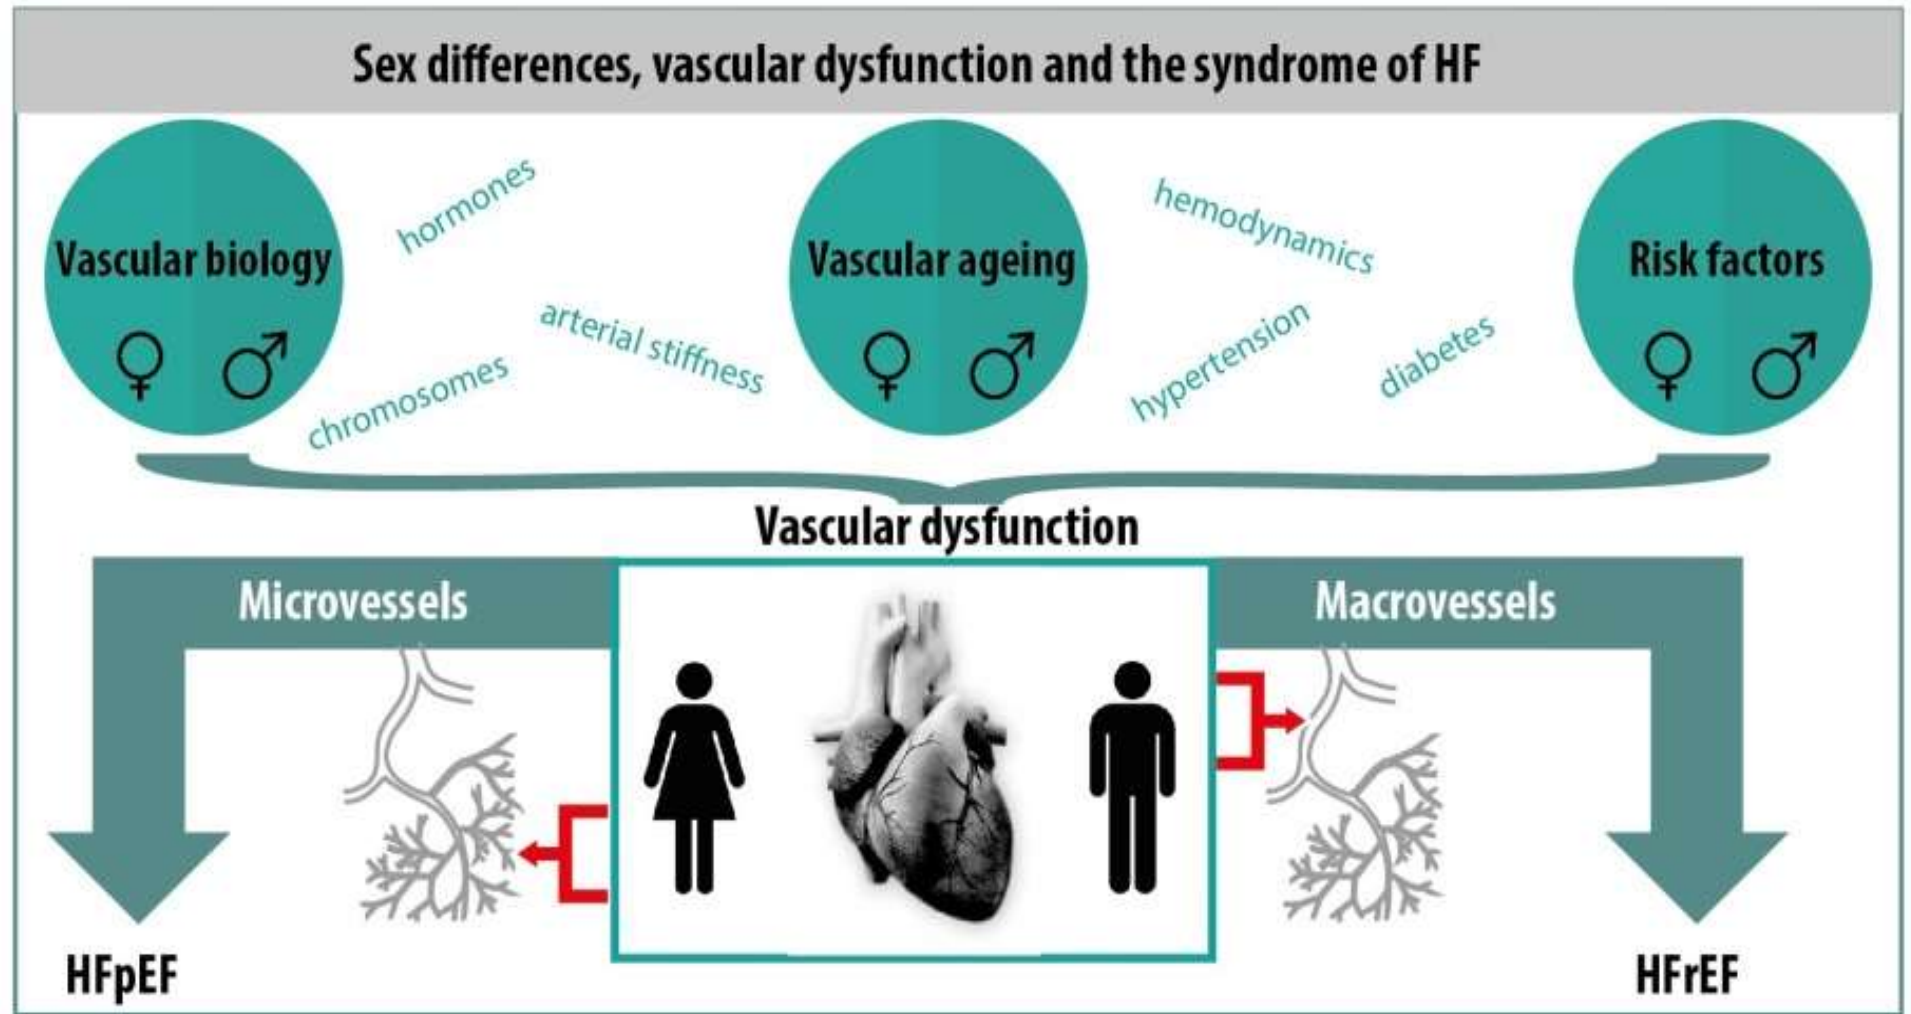 Sex differences, vascular dysfunction and the syndrome of HF
Vascular biology
hormones
chromosomes
arterial stiffness
Vascular ageing
hemodynamics
hypertension
diabetes
Risk factors
Vascular dysfunction
Microvessels
Macrovessels
HFpEF
HFrEF